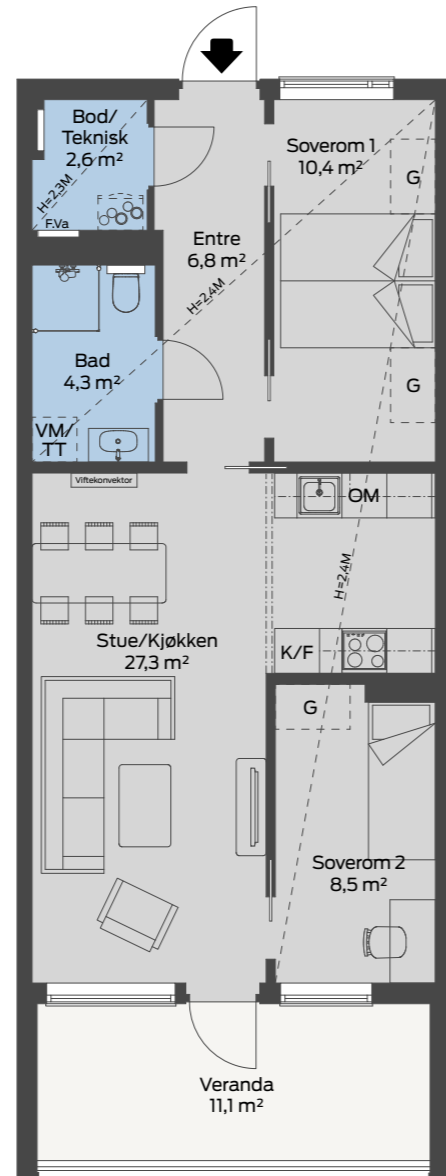 Bod/
Teknisk
2,6 m²
H=2,3M
F.Va
Soverom 1
10,4 m²
G
Entre
6,8 m²
H=2,4M
Bad
4,3 m²
G
VM/
TT
Viftekonvektor
OM
H=2,4M
Stue/Kjøkken
27,3 m²
K/F
G
Soverom 2
8,5 m²
Veranda
11,1 m²